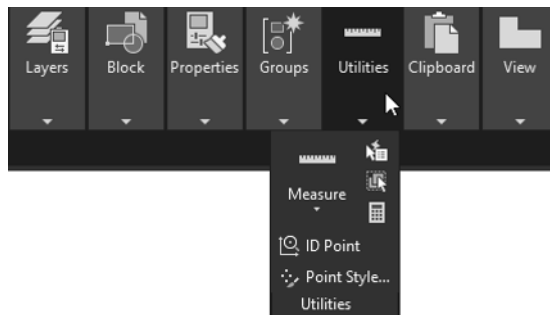 Layers Block Properties Groups Utilities Clipboard View
Measure
ID Point
Point Style...
Utilities